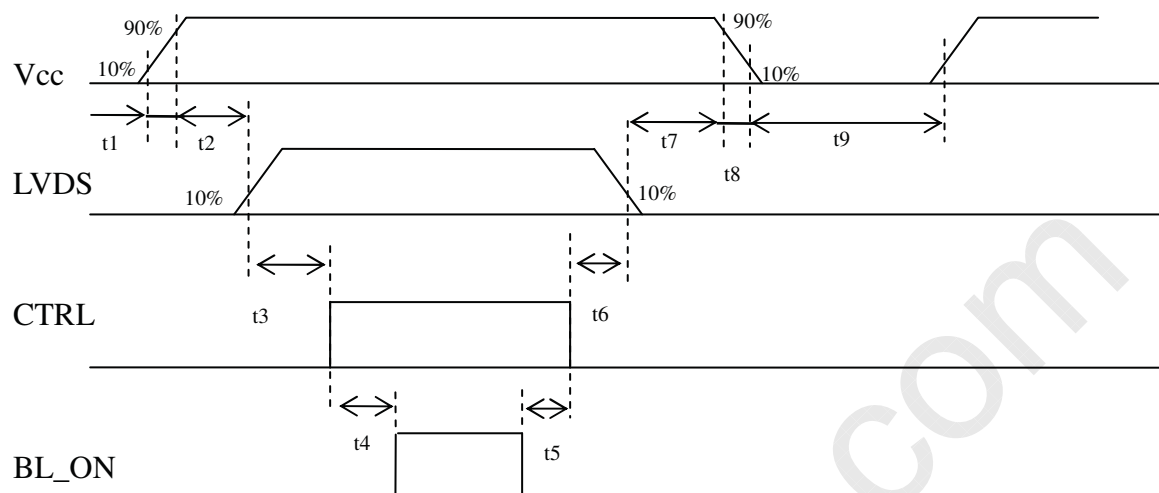 90%
90%
Vcc
10%
10%
t1
t2
t7
t8
t9
LVDS
10%
10%
t3
t6
CTRL
t4
t5
BL_ON
com